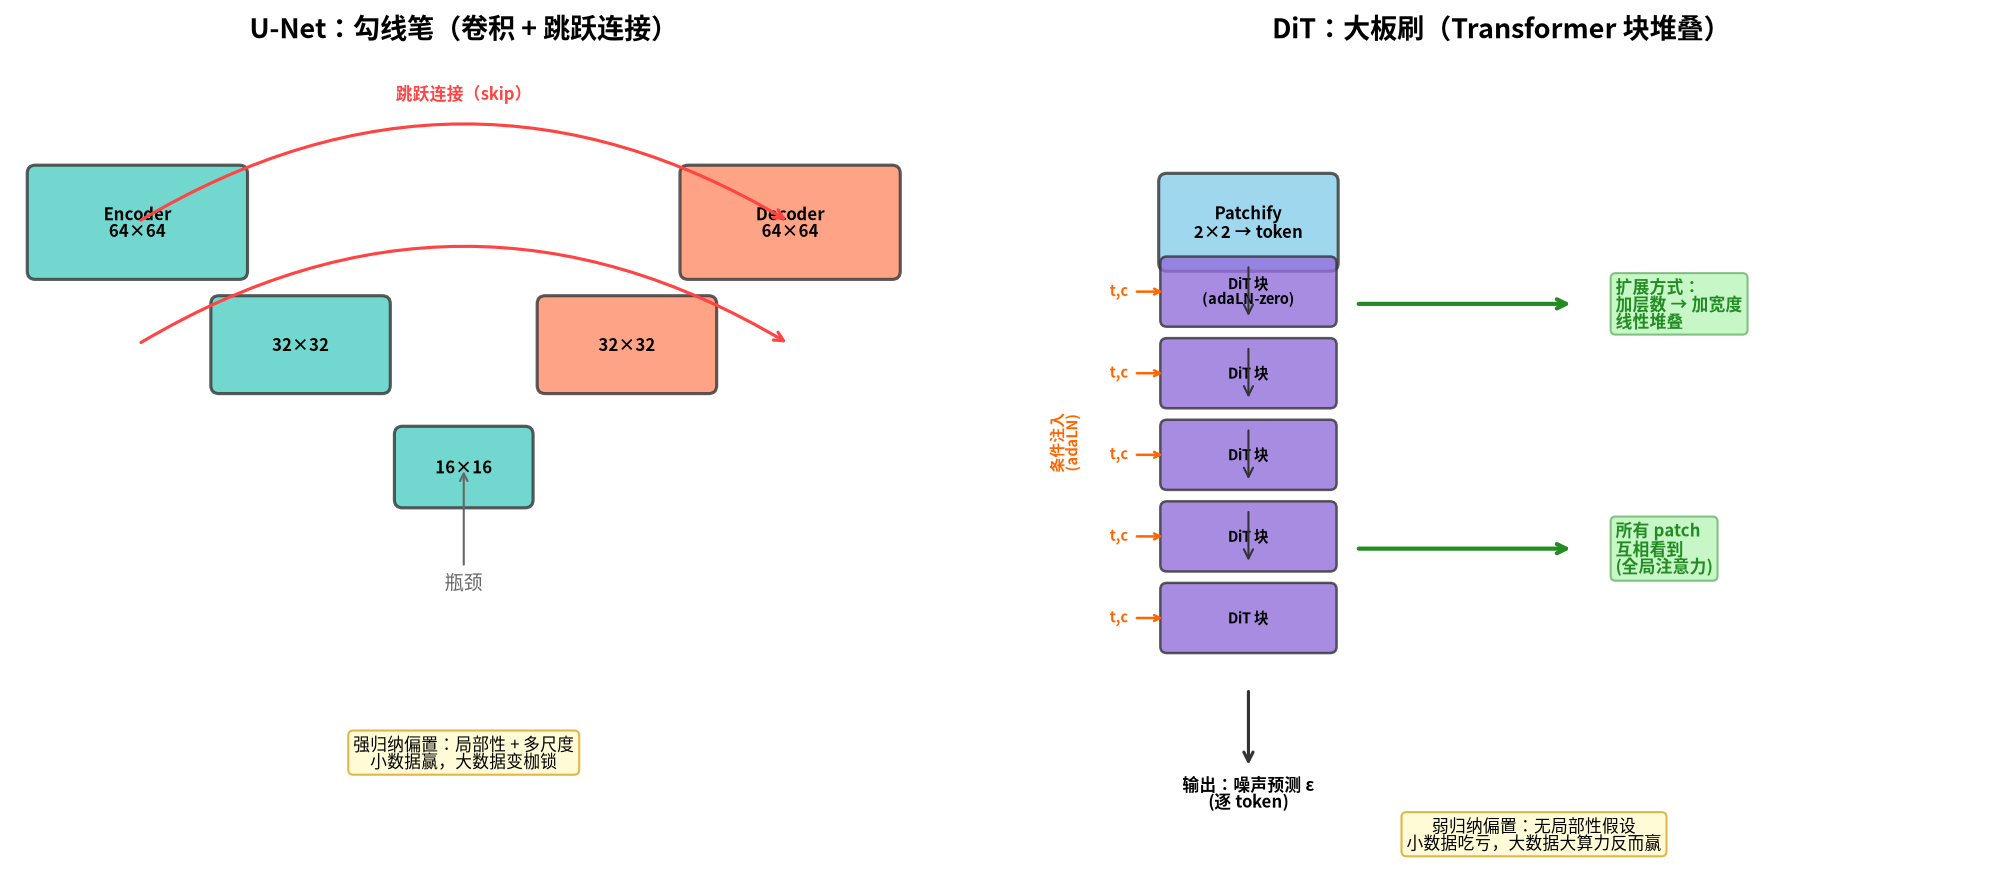 U-Net：勾线笔（卷积 + 跳跃连接）
跳跃连接（skip）
Encoder
64×64
Decoder
64×64
32×32
32×32
16×16
瓶颈
强归纳偏置：局部性 + 多尺度
小数据赢，大数据变枷锁
DiT：大板刷（Transformer 块堆叠）
Patchify
2×2 → token
t,c
DiT 块
(adaLN-zero)
扩展方式：
加层数 → 加宽度
线性堆叠
t,c
DiT 块
条件注入
(adaLN)
t,c
DiT 块
t,c
DiT 块
所有 patch
互相看到
(全局注意力)
t,c
DiT 块
输出：噪声预测 ε
(逐 token)
弱归纳偏置：无局部性假设
小数据吃亏，大数据大算力反而赢